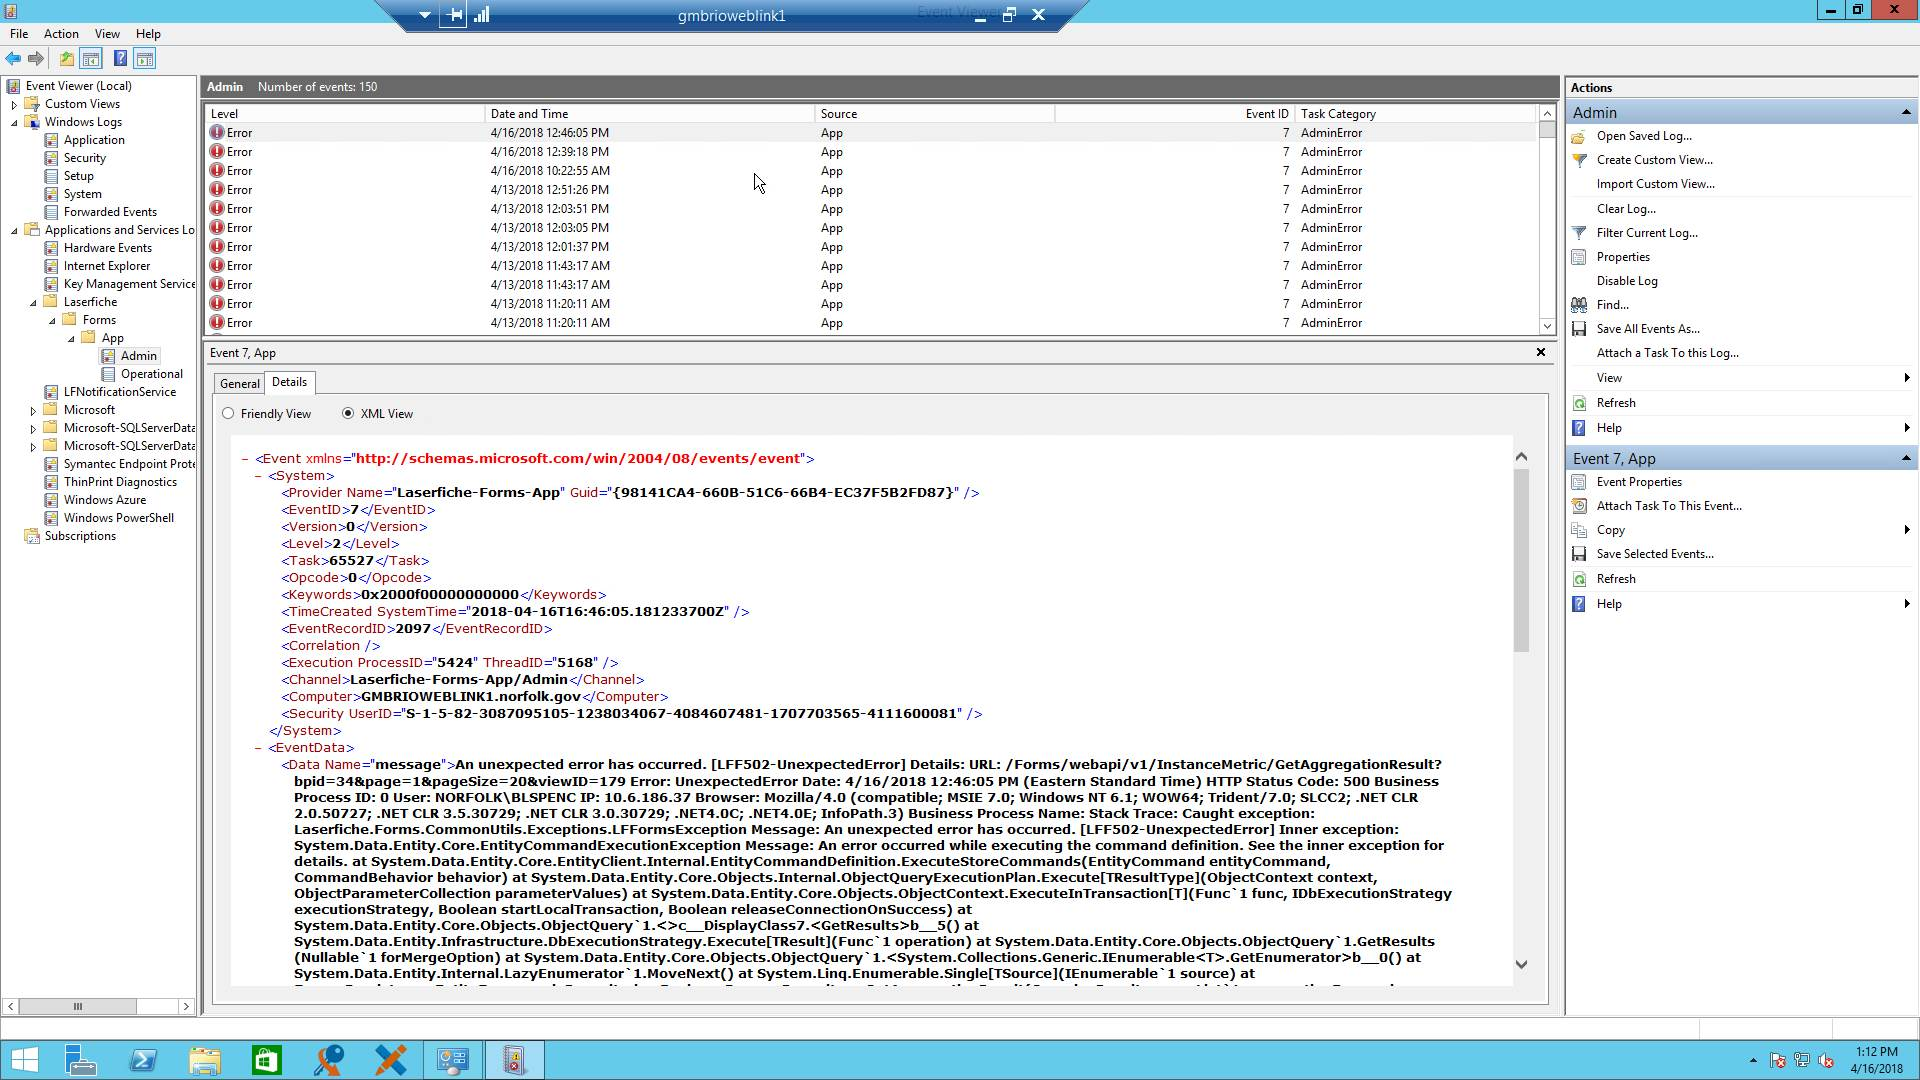 gmbrioweblink1
File Action View Help
Event Viewer (Local)
Custom Views
Windows Logs
Application
Security
Setup
System
Forwarded Events
Applications and Services Lo
Hardware Events
Internet Explorer
Key Management Service
Laserfiche
Forms
App
Admin
Operational
LFNotificationService
Microsoft
Microsoft-SQLServerData
Microsoft-SQLServerData
Symantec Endpoint Prote
ThinPrint Diagnostics
Windows Azure
Windows PowerShell
Subscriptions
Admin Number of events: 150
Level Date and Time Source Event ID Task Category
Error 4/16/2018 12:46:05 PM App 7 AdminError
Error 4/16/2018 12:39:18 PM App 7 AdminError
Error 4/16/2018 10:22:55 AM App 7 AdminError
Error 4/13/2018 12:51:26 PM App 7 AdminError
Error 4/13/2018 12:03:51 PM App 7 AdminError
Error 4/13/2018 12:03:05 PM App 7 AdminError
Error 4/13/2018 12:01:37 PM App 7 AdminError
Error 4/13/2018 11:43:17 AM App 7 AdminError
Error 4/13/2018 11:43:17 AM App 7 AdminError
Error 4/13/2018 11:20:11 AM App 7 AdminError
Error 4/13/2018 11:20:11 AM App 7 AdminError
Event 7, App
General Details
Friendly View XML View
- <Event xmlns="http://schemas.microsoft.com/win/2004/08/events/event">
- <System>
<Provider Name="Laserfiche-Forms-App" Guid="{98141CA4-660B-51C6-66B4-EC37F5B2FD87}" />
<EventID>7</EventID>
<Version>0</Version>
<Level>2</Level>
<Task>65527</Task>
<Opcode>0</Opcode>
<Keywords>0x2000f00000000000</Keywords>
<TimeCreated SystemTime="2018-04-16T16:46:05.181233700Z" />
<EventRecordID>2097</EventRecordID>
<Correlation />
<Execution ProcessID="5424" ThreadID="5168" />
<Channel>Laserfiche-Forms-App/Admin</Channel>
<Computer>GMBRIOWEBLINK1.norfolk.gov</Computer>
<Security UserID="S-1-5-82-3087095105-1238034067-4084607481-1707703565-4111600081" />
</System>
- <EventData>
<Data Name="message">An unexpected error has occurred. [LFF502-UnexpectedError] Details: URL: /Forms/webapi/v1/InstanceMetric/GetAggregationResult?
bpid=34&page=1&pageSize=20&viewID=179 Error: UnexpectedError Date: 4/16/2018 12:46:05 PM (Eastern Standard Time) HTTP Status Code: 500 Business
Process ID: 0 User: NORFOLK\BLSPENC IP: 10.6.186.37 Browser: Mozilla/4.0 (compatible; MSIE 7.0; Windows NT 6.1; WOW64; Trident/7.0; SLCC2; .NET CLR
2.0.50727; .NET CLR 3.5.30729; .NET CLR 3.0.30729; .NET4.0C; .NET4.0E; InfoPath.3) Business Process Name: Stack Trace: Caught exception:
Laserfiche.Forms.CommonUtils.Exceptions.LFFormsException Message: An unexpected error has occurred. [LFF502-UnexpectedError] Inner exception:
System.Data.Entity.Core.EntityCommandExecutionException Message: An error occurred while executing the command definition. See the inner exception for
details. at System.Data.Entity.Core.EntityClient.Internal.EntityCommandDefinition.ExecuteStoreCommands(EntityCommand entityCommand,
CommandBehavior behavior) at System.Data.Entity.Core.Objects.Internal.ObjectQueryExecutionPlan.Execute[TResultType](ObjectContext context,
ObjectParameterCollection parameterValues) at System.Data.Entity.Core.Objects.ObjectContext.ExecuteInTransaction[T](Func`1 func, IDbExecutionStrategy
executionStrategy, Boolean startLocalTransaction, Boolean releaseConnectionOnSuccess) at
System.Data.Entity.Core.Objects.ObjectQuery`1.<>c__DisplayClass7.<GetResults>b__5() at
System.Data.Entity.Infrastructure.DbExecutionStrategy.Execute[TResult](Func`1 operation) at System.Data.Entity.Core.Objects.ObjectQuery`1.GetResults
(Nullable`1 forMergeOption) at System.Data.Entity.Core.Objects.ObjectQuery`1.<System.Collections.Generic.IEnumerable<T>.GetEnumerator>b__0() at
System.Data.Entity.Internal.LazyEnumerator`1.MoveNext() at System.Linq.Enumerable.Single[TSource](IEnumerable`1 source) at
Actions
Admin
Open Saved Log...
Create Custom View...
Import Custom View...
Clear Log...
Filter Current Log...
Properties
Disable Log
Find...
Save All Events As...
Attach a Task To this Log...
View
Refresh
Help
Event 7, App
Event Properties
Attach Task To This Event...
Copy
Save Selected Events...
Refresh
Help
1:12 PM
4/16/2018